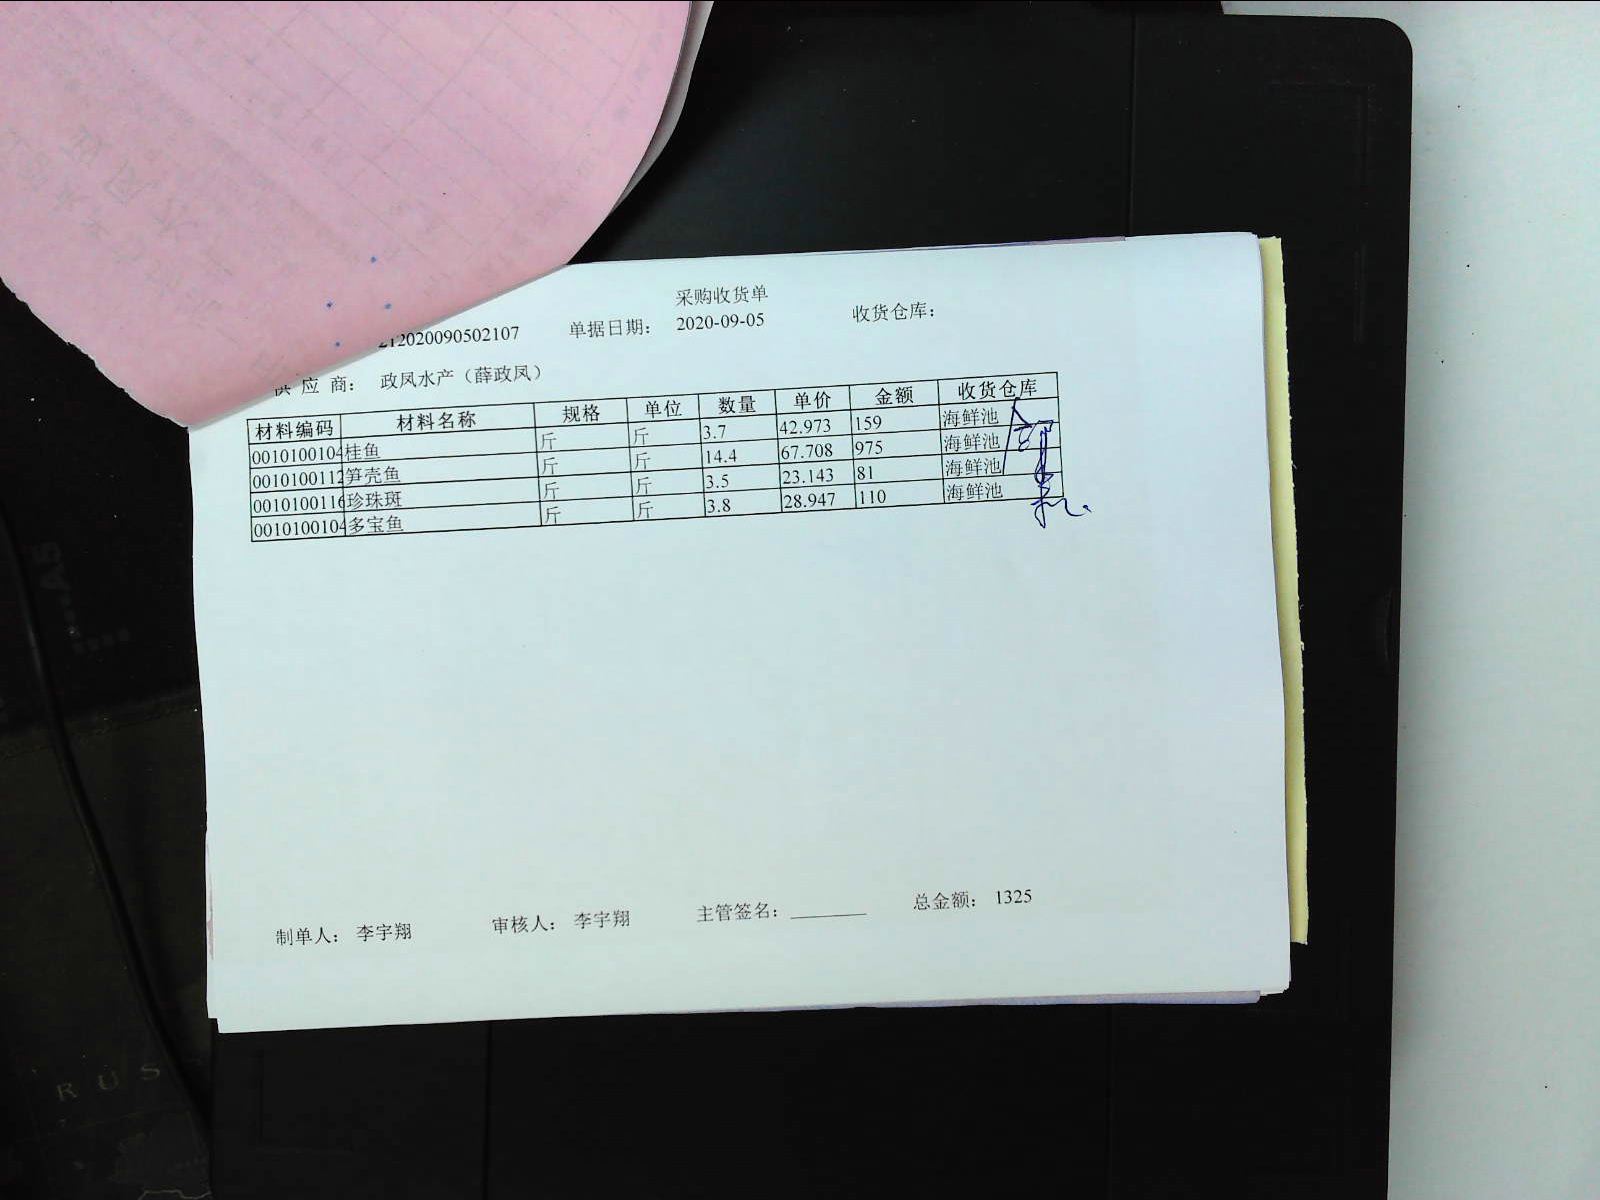 采购收货单
212020090502107 单据日期： 2020-09-05 收货仓库：
供 应 商： 政凤水产（薛政凤）
材料编码 材料名称 规格 单位 数量 单价 金额 收货仓库
0010100104 桂鱼 斤 斤 3.7 42.973 159 海鲜池
0010100112 笋壳鱼 斤 斤 14.4 67.708 975 海鲜池
0010100116 珍珠斑 斤 斤 3.5 23.143 81 海鲜池
0010100104 多宝鱼 斤 斤 3.8 28.947 110 海鲜池
制单人： 李宇翔 审核人： 李宇翔 主管签名： 总金额： 1325
A5
RUS